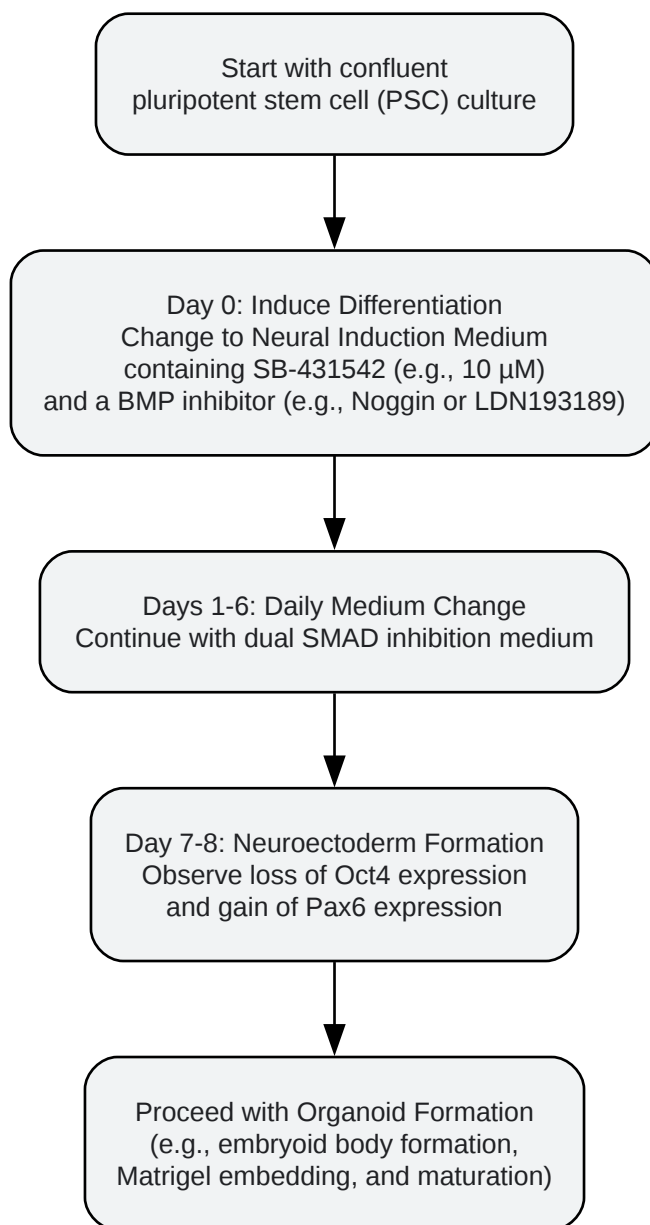 Start with confluent
pluripotent stem cell (PSC) culture
Day 0: Induce Differentiation
Change to Neural Induction Medium
containing SB-431542 (e.g., 10 µM)
and a BMP inhibitor (e.g., Noggin or LDN193189)
Days 1-6: Daily Medium Change
Continue with dual SMAD inhibition medium
Day 7-8: Neuroectoderm Formation
Observe loss of Oct4 expression
and gain of Pax6 expression
Proceed with Organoid Formation
(e.g., embryoid body formation,
Matrigel embedding, and maturation)